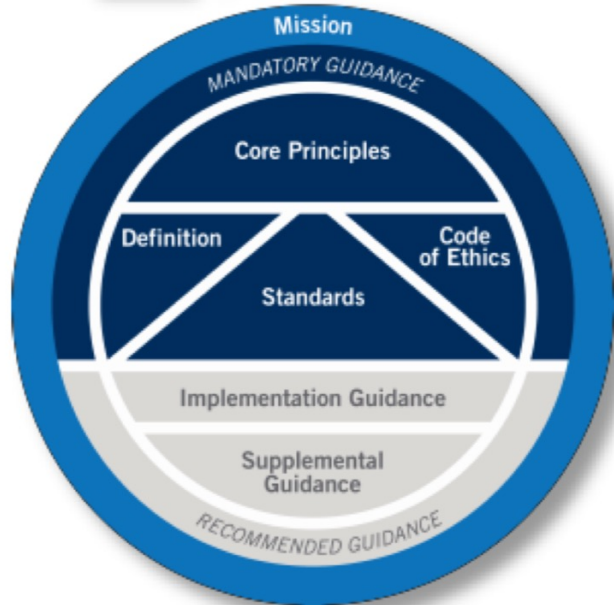 Mission
MANDATORY GUIDANCE
Core Principles
Definition
Code
of Ethics
Standards
Implementation Guidance
Supplemental
Guidance
RECOMMENDED GUIDANCE